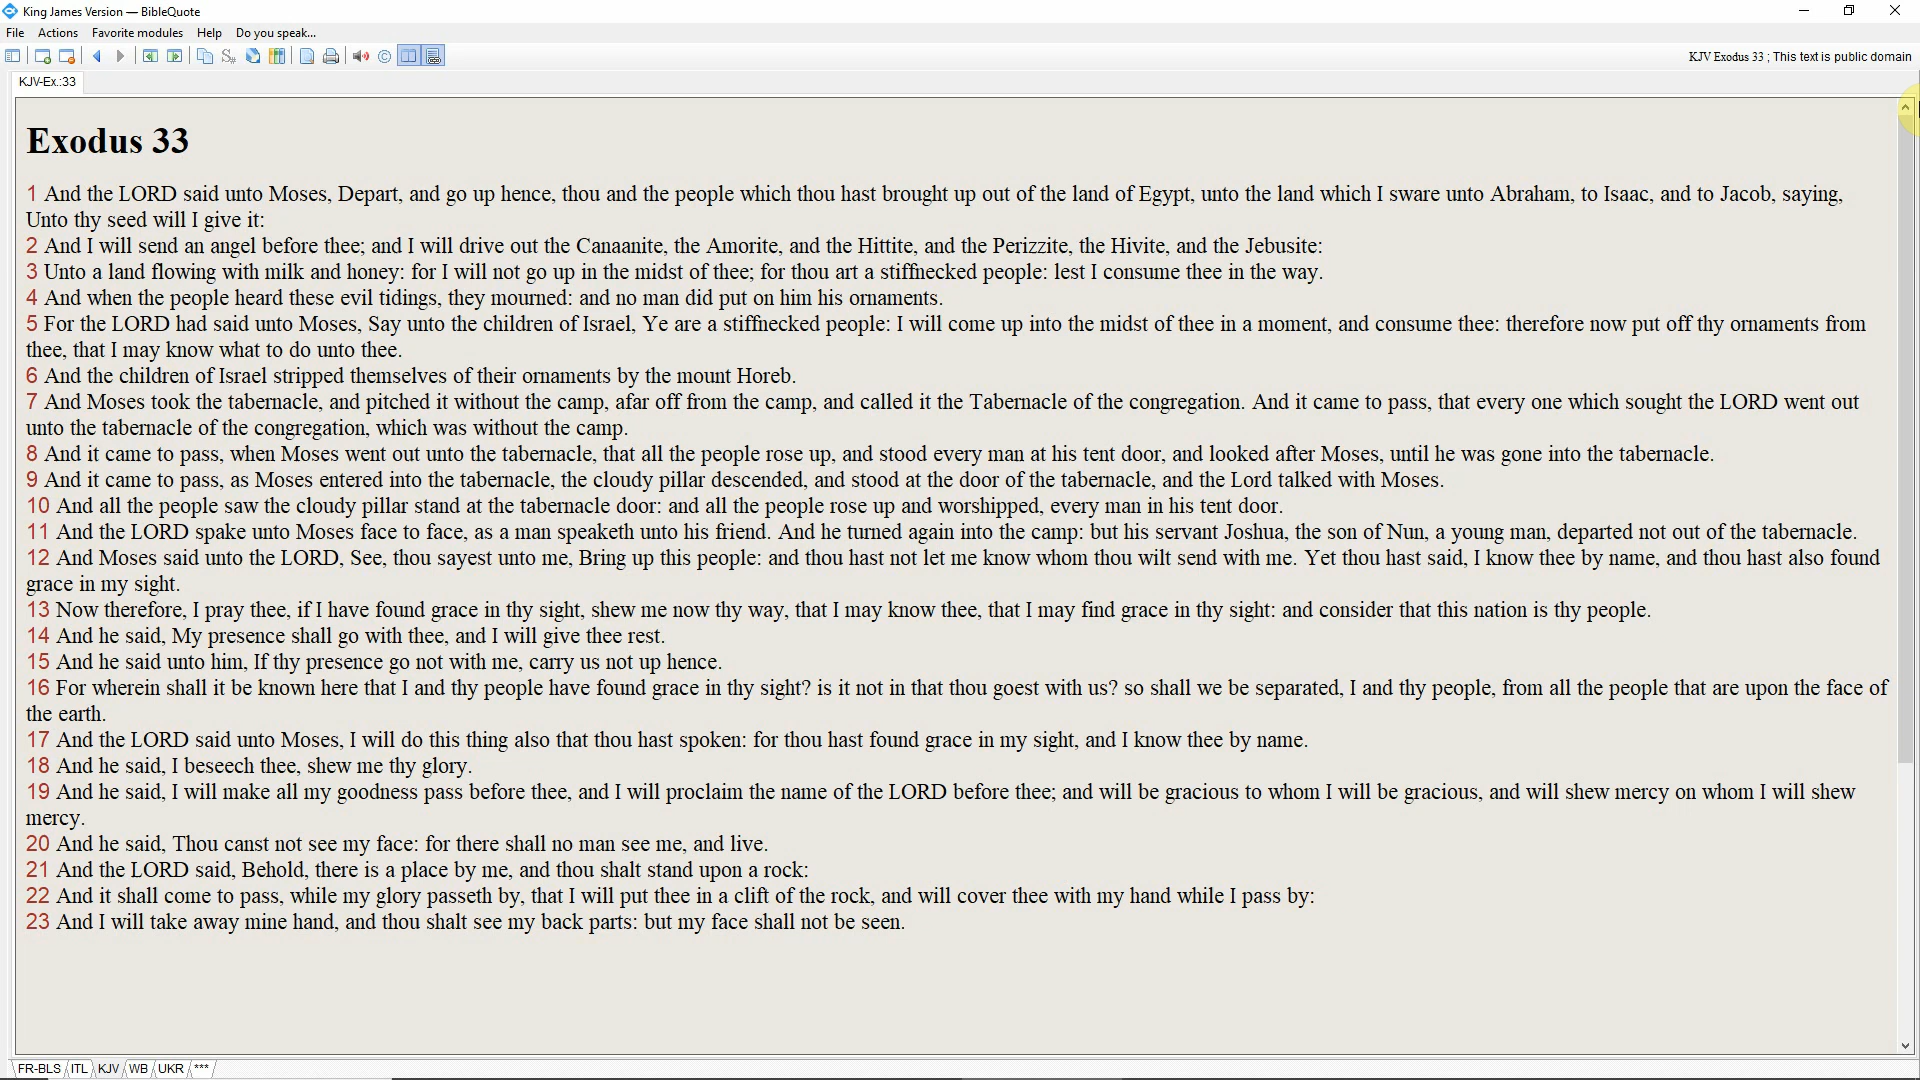 King James Version — BibleQuote
File Actions Favorite modules Help Do you speak...
KJV Exodus 33 ; This text is public domain
KJV-Ex.:33
Exodus 33
1 And the LORD said unto Moses, Depart, and go up hence, thou and the people which thou hast brought up out of the land of Egypt, unto the land which I sware unto Abraham, to Isaac, and to Jacob, saying,
Unto thy seed will I give it:
2 And I will send an angel before thee; and I will drive out the Canaanite, the Amorite, and the Hittite, and the Perizzite, the Hivite, and the Jebusite:
3 Unto a land flowing with milk and honey: for I will not go up in the midst of thee; for thou art a stiffnecked people: lest I consume thee in the way.
4 And when the people heard these evil tidings, they mourned: and no man did put on him his ornaments.
5 For the LORD had said unto Moses, Say unto the children of Israel, Ye are a stiffnecked people: I will come up into the midst of thee in a moment, and consume thee: therefore now put off thy ornaments from
thee, that I may know what to do unto thee.
6 And the children of Israel stripped themselves of their ornaments by the mount Horeb.
7 And Moses took the tabernacle, and pitched it without the camp, afar off from the camp, and called it the Tabernacle of the congregation. And it came to pass, that every one which sought the LORD went out
unto the tabernacle of the congregation, which was without the camp.
8 And it came to pass, when Moses went out unto the tabernacle, that all the people rose up, and stood every man at his tent door, and looked after Moses, until he was gone into the tabernacle.
9 And it came to pass, as Moses entered into the tabernacle, the cloudy pillar descended, and stood at the door of the tabernacle, and the Lord talked with Moses.
10 And all the people saw the cloudy pillar stand at the tabernacle door: and all the people rose up and worshipped, every man in his tent door.
11 And the LORD spake unto Moses face to face, as a man speaketh unto his friend. And he turned again into the camp: but his servant Joshua, the son of Nun, a young man, departed not out of the tabernacle.
12 And Moses said unto the LORD, See, thou sayest unto me, Bring up this people: and thou hast not let me know whom thou wilt send with me. Yet thou hast said, I know thee by name, and thou hast also found
grace in my sight.
13 Now therefore, I pray thee, if I have found grace in thy sight, shew me now thy way, that I may know thee, that I may find grace in thy sight: and consider that this nation is thy people.
14 And he said, My presence shall go with thee, and I will give thee rest.
15 And he said unto him, If thy presence go not with me, carry us not up hence.
16 For wherein shall it be known here that I and thy people have found grace in thy sight? is it not in that thou goest with us? so shall we be separated, I and thy people, from all the people that are upon the face of
the earth.
17 And the LORD said unto Moses, I will do this thing also that thou hast spoken: for thou hast found grace in my sight, and I know thee by name.
18 And he said, I beseech thee, shew me thy glory.
19 And he said, I will make all my goodness pass before thee, and I will proclaim the name of the LORD before thee; and will be gracious to whom I will be gracious, and will shew mercy on whom I will shew
mercy.
20 And he said, Thou canst not see my face: for there shall no man see me, and live.
21 And the LORD said, Behold, there is a place by me, and thou shalt stand upon a rock:
22 And it shall come to pass, while my glory passeth by, that I will put thee in a clift of the rock, and will cover thee with my hand while I pass by:
23 And I will take away mine hand, and thou shalt see my back parts: but my face shall not be seen.
FR-BLS ITL KJV WB UKR ***